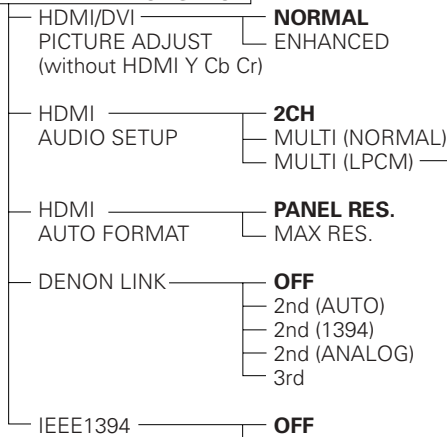 HDMI/DVI NORMAL
PICTURE ADJUST ENHANCED
(without HDMI Y Cb Cr)
HDMI 2CH
AUDIO SETUP MULTI (NORMAL)
MULTI (LPCM)
HDMI PANEL RES.
AUTO FORMAT MAX RES.
DENON LINK OFF
2nd (AUTO)
2nd (1394)
2nd (ANALOG)
3rd
IEEE1394 OFF